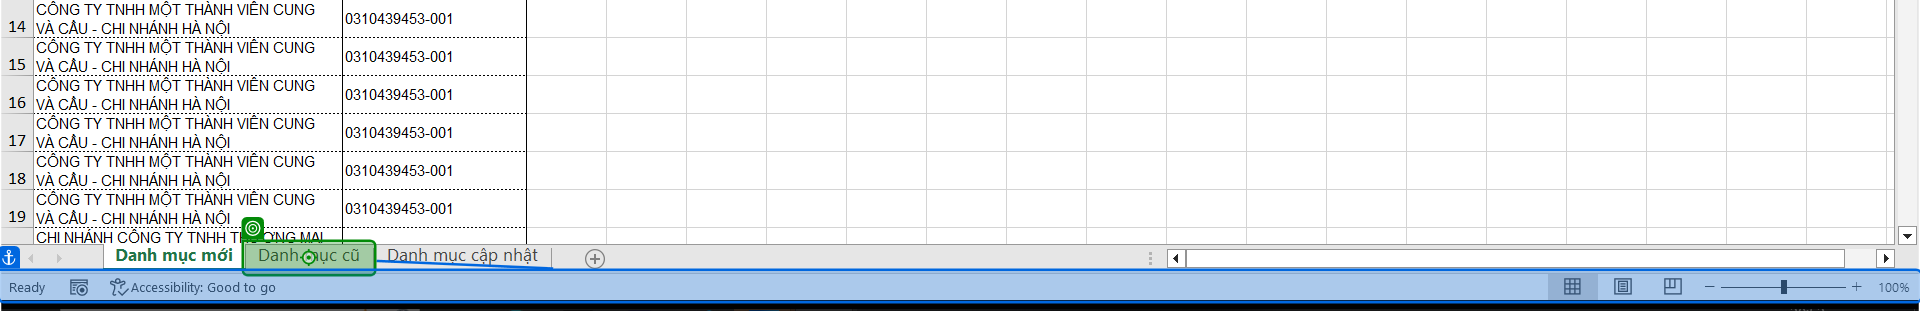 14 CÔNG TY TNHH MỘT THÀNH VIÊN CUNG
VÀ CẦU - CHI NHÁNH HÀ NỘI 0310439453-001
15 CÔNG TY TNHH MỘT THÀNH VIÊN CUNG
VÀ CẦU - CHI NHÁNH HÀ NỘI 0310439453-001
16 CÔNG TY TNHH MỘT THÀNH VIÊN CUNG
VÀ CẦU - CHI NHÁNH HÀ NỘI 0310439453-001
17 CÔNG TY TNHH MỘT THÀNH VIÊN CUNG
VÀ CẦU - CHI NHÁNH HÀ NỘI 0310439453-001
18 CÔNG TY TNHH MỘT THÀNH VIÊN CUNG
VÀ CẦU - CHI NHÁNH HÀ NỘI 0310439453-001
19 CÔNG TY TNHH MỘT THÀNH VIÊN CUNG
VÀ CẦU - CHI NHÁNH HÀ NỘI 0310439453-001
CHI NHÁNH CÔNG TY TNHH THƯƠNG MẠI
Danh mục mới Danh mục cũ Danh mục cập nhật
Ready Accessibility: Good to go 100%